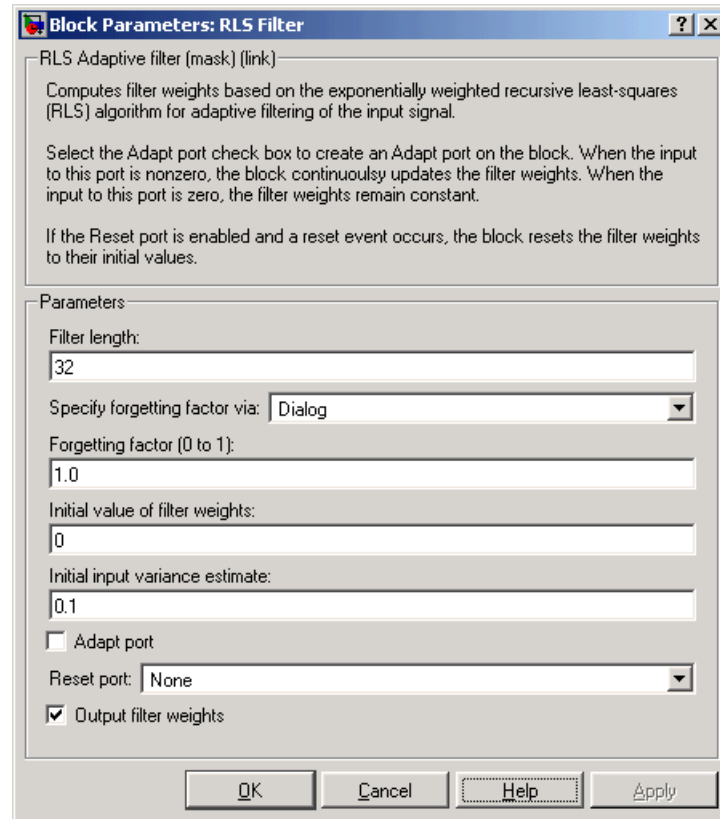 Block Parameters: RLS Filter
RLS Adaptive filter (mask) (link)
Computes filter weights based on the exponentially weighted recursive least-squares
(RLS) algorithm for adaptive filtering of the input signal.
Select the Adapt port check box to create an Adapt port on the block. When the input
to this port is nonzero, the block continuoulsy updates the filter weights. When the
input to this port is zero, the filter weights remain constant.
If the Reset port is enabled and a reset event occurs, the block resets the filter weights
to their initial values.
Parameters
Filter length:
32
Specify forgetting factor via: Dialog
Forgetting factor (0 to 1):
1.0
Initial value of filter weights:
0
Initial input variance estimate:
0.1
Adapt port
Reset port: None
Output filter weights
OK Cancel Help Apply